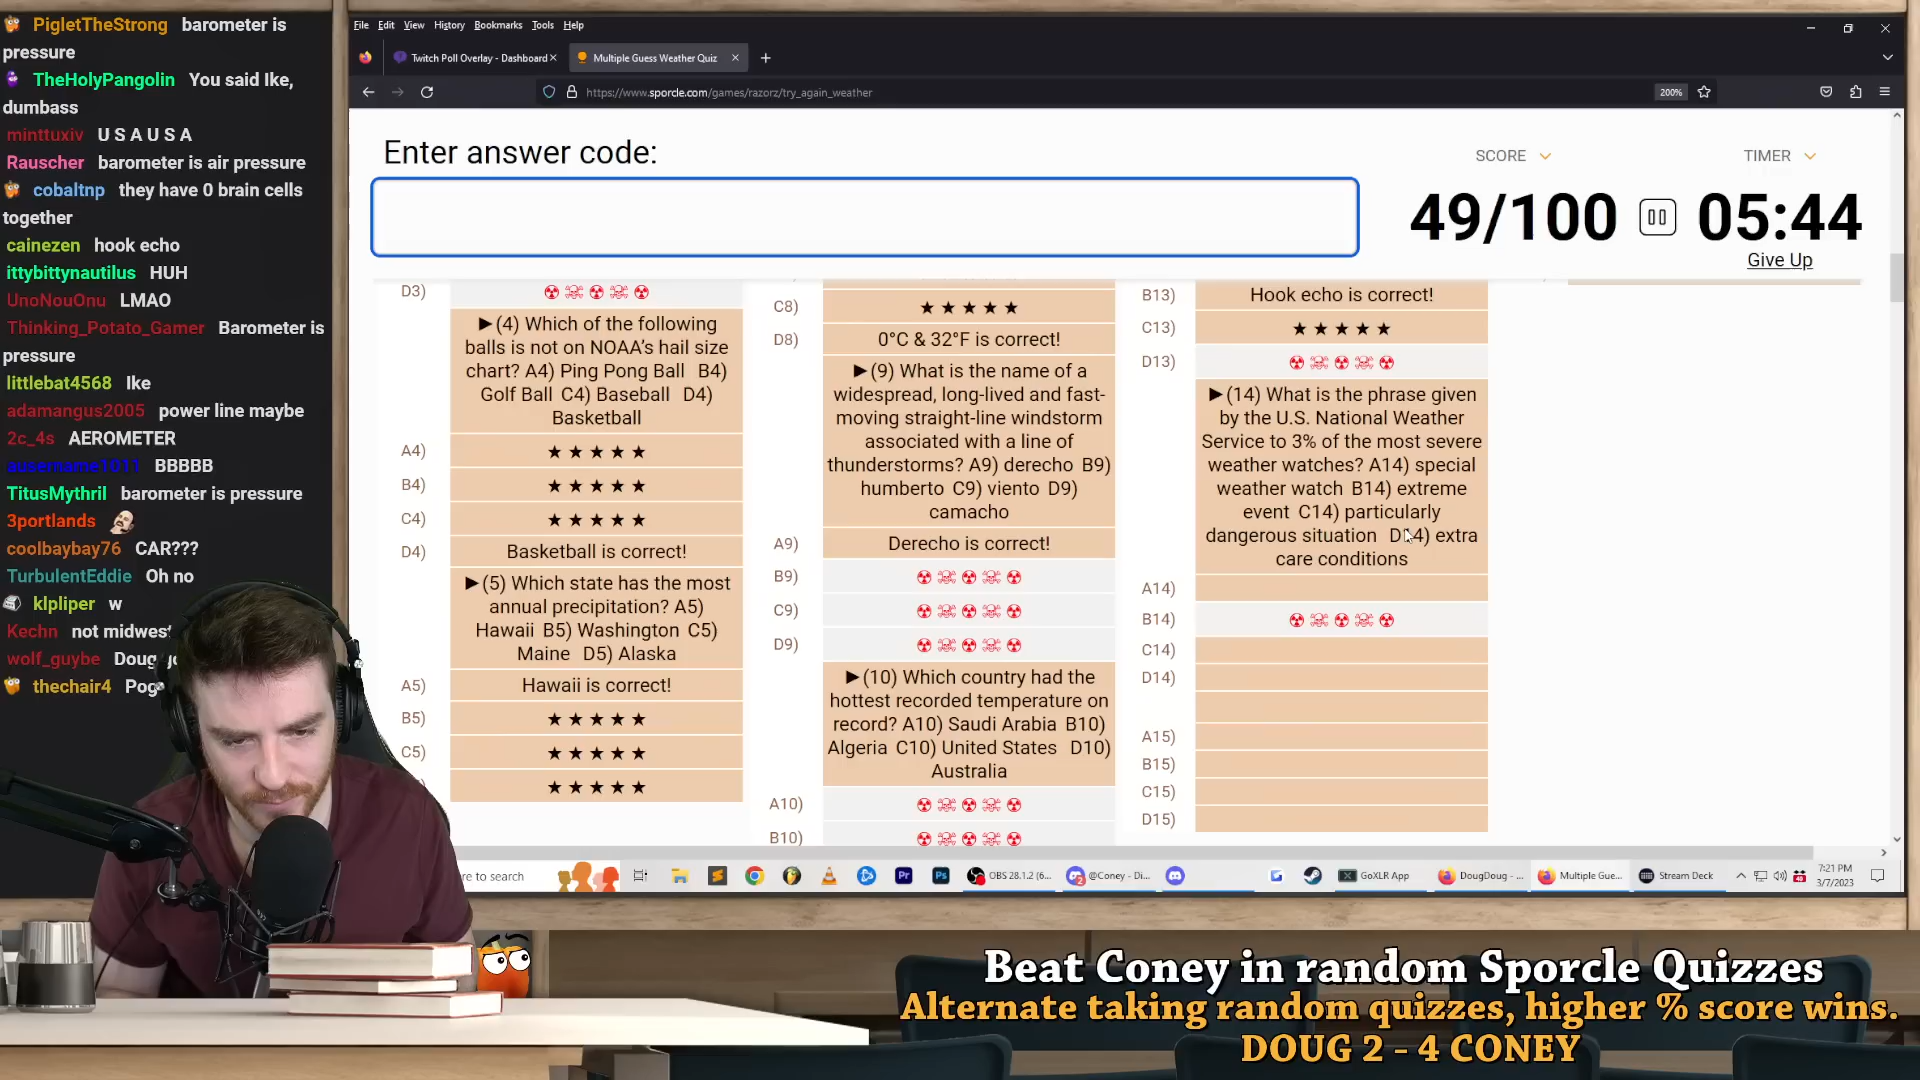 PigletTheStrong barometer is
pressure
TheHolyPangolin You said Ike,
dumbass
minttuxiv U S A U S A
Rauscher barometer is air pressure
cobaltnp they have 0 brain cells
together
cainezen hook echo
ittybittynautilus HUH
UnoNouOnu LMAO
Thinking_Potato_Gamer Barometer is
pressure
littlebat4568 Ike
adamangus2005 power line maybe
2c_4s AEROMETER
ausername1011 BBBBB
TitusMythril barometer is pressure
3portlands
coolbaybay76 CAR???
TurbulentEddie Oh no
klpliper w
Kechn not midwest
wolf_guybe Doug
thechair4 Pog
File Edit View History Bookmarks Tools Help
Twitch Poll Overlay - Dashboard
Multiple Guess Weather Quiz
https://www.sporcle.com/games/razorz/try_again_weather
200%
Enter answer code:
SCORE
TIMER
49/100
05:44
Give Up
D3) ☢☠☢☠☢
►(4) Which of the following
balls is not on NOAA's hail size
chart? A4) Ping Pong Ball B4)
Golf Ball C4) Baseball D4)
Basketball
A4) ★ ★ ★ ★ ★
B4) ★ ★ ★ ★ ★
C4) ★ ★ ★ ★ ★
D4) Basketball is correct!
►(5) Which state has the most
annual precipitation? A5)
Hawaii B5) Washington C5)
Maine D5) Alaska
A5) Hawaii is correct!
B5) ★ ★ ★ ★ ★
C5) ★ ★ ★ ★ ★
★ ★ ★ ★ ★
C8) ★ ★ ★ ★ ★
D8) 0°C & 32°F is correct!
►(9) What is the name of a
widespread, long-lived and fast-
moving straight-line windstorm
associated with a line of
thunderstorms? A9) derecho B9)
humberto C9) viento D9)
camacho
A9) Derecho is correct!
B9) ☢☠☢☠☢
C9) ☢☠☢☠☢
D9) ☢☠☢☠☢
►(10) Which country had the
hottest recorded temperature on
record? A10) Saudi Arabia B10)
Algeria C10) United States D10)
Australia
A10) ☢☠☢☠☢
B10) ☢☠☢☠☢
B13) Hook echo is correct!
C13) ★ ★ ★ ★ ★
D13) ☢☠☢☠☢
►(14) What is the phrase given
by the U.S. National Weather
Service to 3% of the most severe
weather watches? A14) special
weather watch B14) extreme
event C14) particularly
dangerous situation D14) extra
care conditions
A14)
B14) ☢☠☢☠☢
C14)
D14)
A15)
B15)
C15)
D15)
re to search
OBS 28.1.2 (6...
@Coney - Di...
GoXLR App
DougDoug - ...
Multiple Gue...
Stream Deck
7:21 PM
3/7/2023
Beat Coney in random Sporcle Quizzes
Alternate taking random quizzes, higher % score wins.
DOUG 2 - 4 CONEY